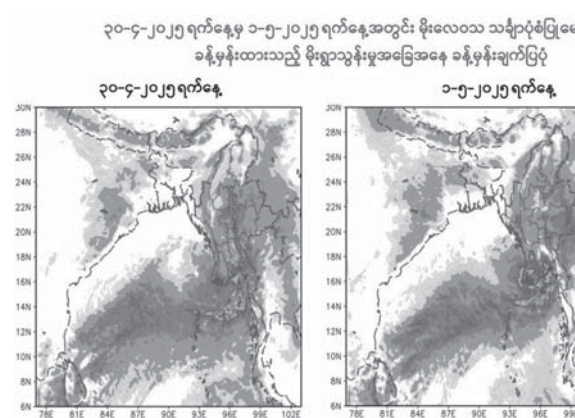 ၃၀-၄-၂၀၂၅ ရက်နေ့မှ ၁-၅-၂၀၂၅ ရက်နေ့အတွင်း မိုးလေဝသ သင်္ချာပုံစံပြု
ခန့်မှန်းထားသည့် မိုးရွာသွန်းမှုအခြေအနေ ခန့်မှန်းချက်ပြပုံ
၃၀-၄-၂၀၂၅ ရက်နေ့
၁-၅-၂၀၂၅ ရက်နေ့
30N
28N
26N
24N
22N
20N
18N
16N
14N
12N
10N
8N
6N
78E 81E 84E 87E 90E 93E 96E 99E 102E
30N
28N
26N
24N
22N
20N
18N
16N
14N
12N
10N
8N
6N
78E 81E 84E 87E 90E 93E 96E